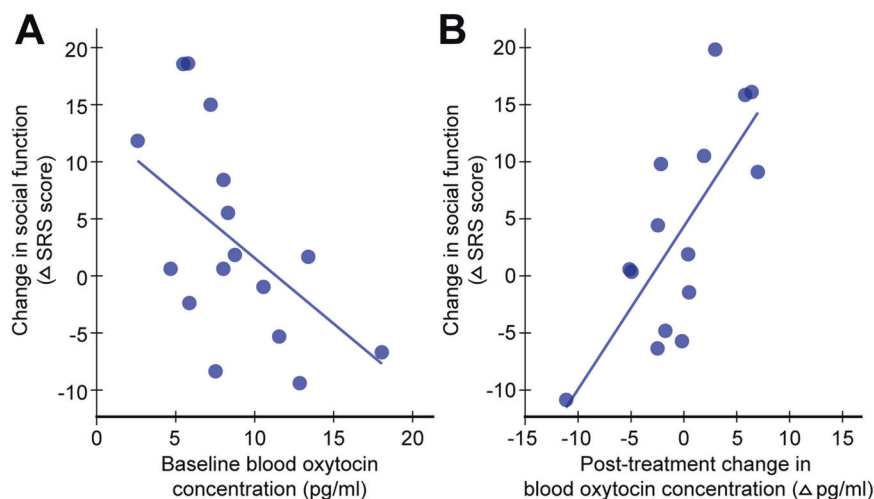 A
Change in social function
(Δ SRS score)
20
15
10
5
0
-5
-10
0
5
10
15
20
Baseline blood oxytocin
concentration (pg/ml)
B
Change in social function
(Δ SRS score)
20
15
10
5
0
-5
-10
-15
-10
-5
0
5
10
15
Post-treatment change in
blood oxytocin concentration (Δ pg/ml)